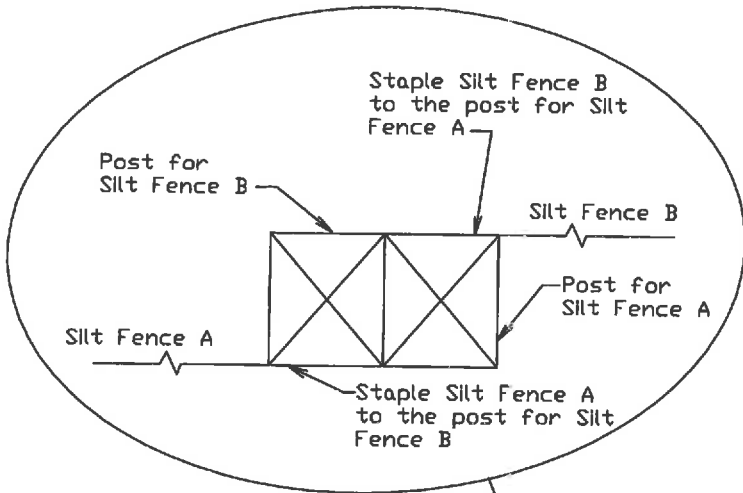 Staple Silt Fence B
to the post for Silt
Fence A
Post for
Silt Fence B
Silt Fence B
Post for
Silt Fence A
Silt Fence A
Staple Silt Fence A
to the post for Silt
Fence B